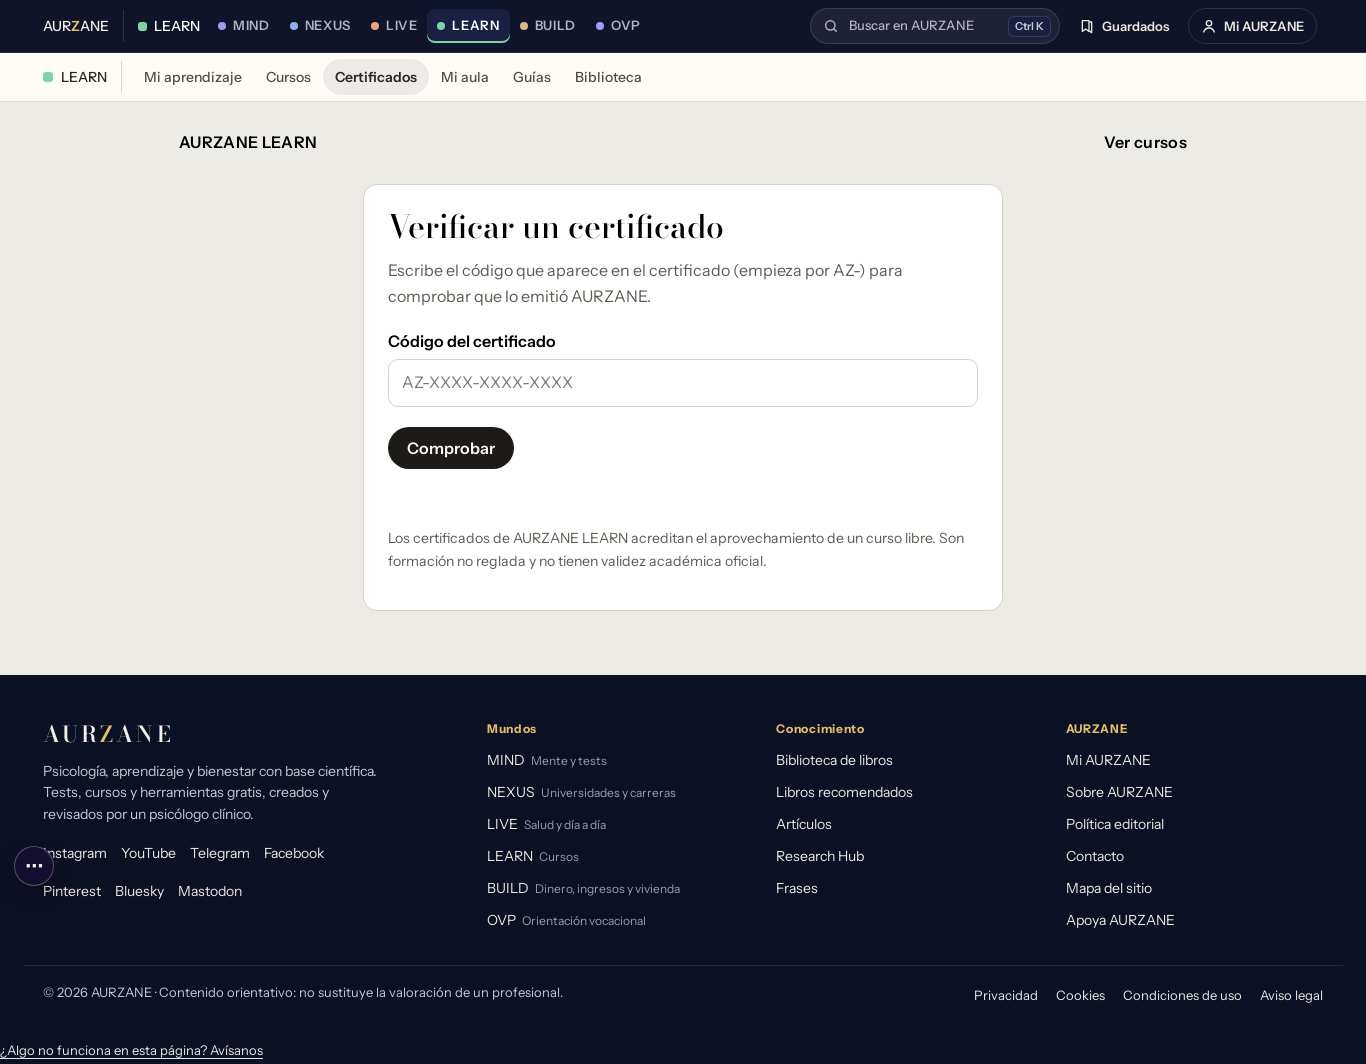 AURZANE LEARN MIND NEXUS LIVE LEARN BUILD OVP Buscar en AURZANE Ctrl K Guardados Mi AURZANE
LEARN Mi aprendizaje Cursos Certificados Mi aula Guías Biblioteca
AURZANE LEARN Ver cursos
Verificar un certificado
Escribe el código que aparece en el certificado (empieza por AZ-) para
comprobar que lo emitió AURZANE.
Código del certificado
AZ-XXXX-XXXX-XXXX
Comprobar
Los certificados de AURZANE LEARN acreditan el aprovechamiento de un curso libre. Son
formación no reglada y no tienen validez académica oficial.
AURZANE
Psicología, aprendizaje y bienestar con base científica.
Tests, cursos y herramientas gratis, creados y
revisados por un psicólogo clínico.
Instagram YouTube Telegram Facebook
Pinterest Bluesky Mastodon
Mundos
MIND Mente y tests
NEXUS Universidades y carreras
LIVE Salud y día a día
LEARN Cursos
BUILD Dinero, ingresos y vivienda
OVP Orientación vocacional
Conocimiento
Biblioteca de libros
Libros recomendados
Artículos
Research Hub
Frases
AURZANE
Mi AURZANE
Sobre AURZANE
Política editorial
Contacto
Mapa del sitio
Apoya AURZANE
© 2026 AURZANE · Contenido orientativo: no sustituye la valoración de un profesional.
Privacidad Cookies Condiciones de uso Aviso legal
¿Algo no funciona en esta página? Avísanos